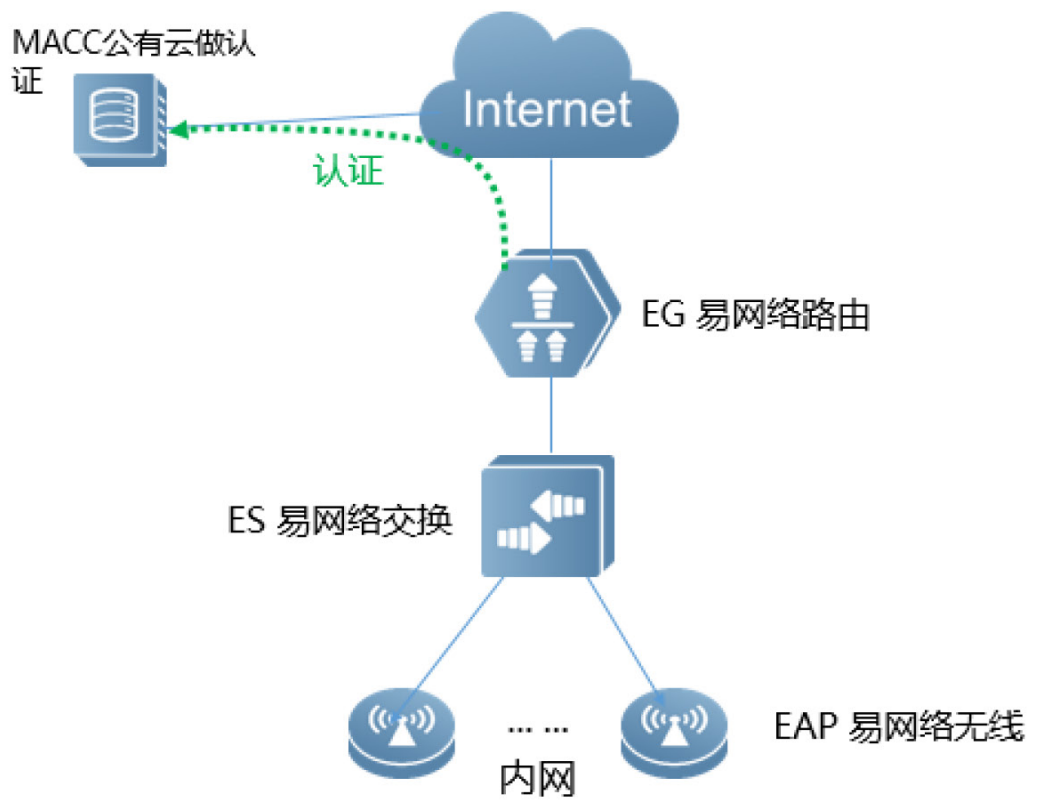 MACC公有云做认
证
Internet
认证
EG 易网络路由
ES 易网络交换
... ...
EAP 易网络无线
内网